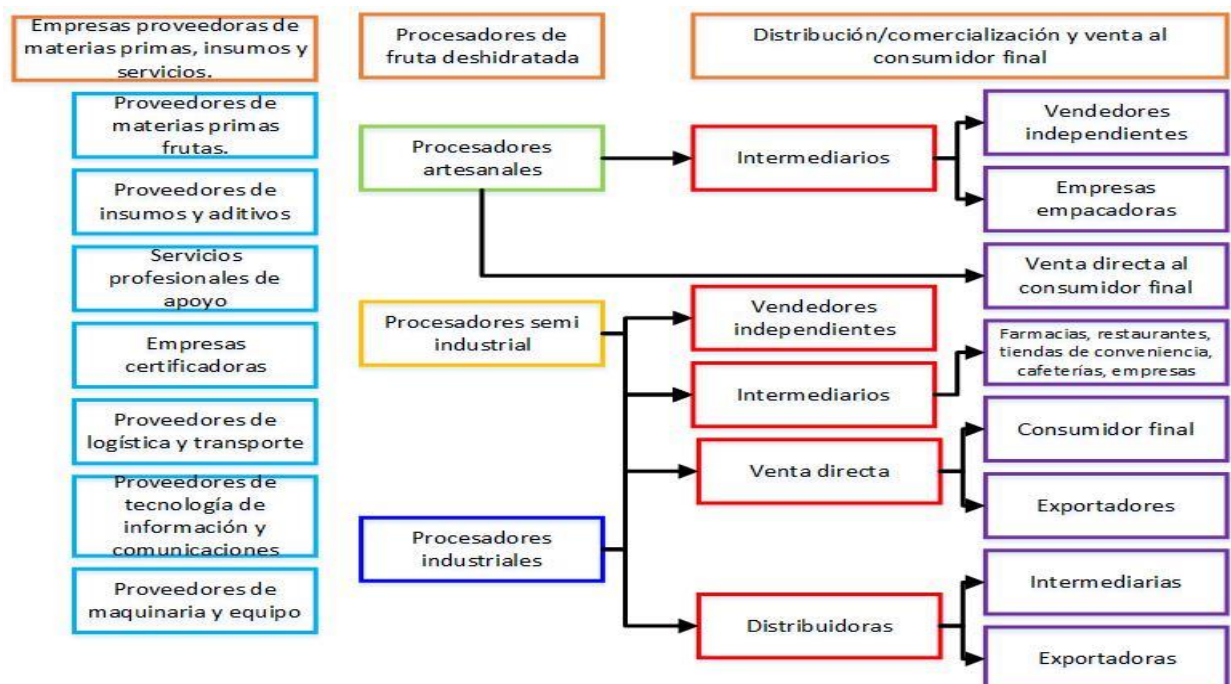 Empresas proveedoras de
materias primas, insumos y
servicios.
Procesadores de
fruta deshidratada
Distribución/comercialización y venta al
consumidor final
Proveedores de
materias primas
frutas.
Proveedores de
insumos y aditivos
Servicios
profesionales de
apoyo
Empresas
certificadoras
Proveedores de
logística y transporte
Proveedores de
tecnología de
información y
comunicaciones
Proveedores de
maquinaria y equipo
Procesadores
artesanales
Procesadores semi
industrial
Procesadores
industriales
Intermediarios
Vendedores
independientes
Intermediarios
Venta directa
Distribuidoras
Vendedores
independientes
Empresas
empacadoras
Venta directa al
consumidor final
Farmacias, restaurantes,
tiendas de conveniencia,
cafeterías, empresas
Consumidor final
Exportadores
Intermediarias
Exportadoras